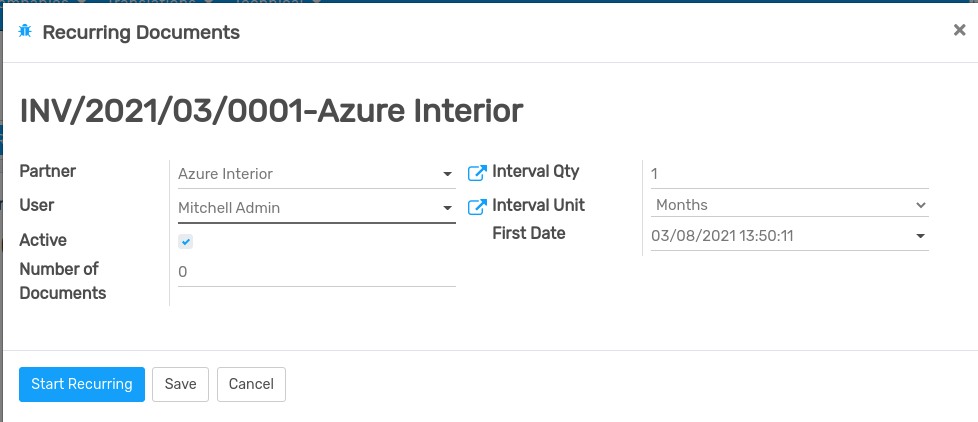 Recurring Documents
×
INV/2021/03/0001-Azure Interior
Partner
Azure Interior
Interval Qty
1
User
Mitchell Admin
Interval Unit
Months
Active
First Date
03/08/2021 13:50:11
Number of
Documents
0
Start Recurring
Save
Cancel